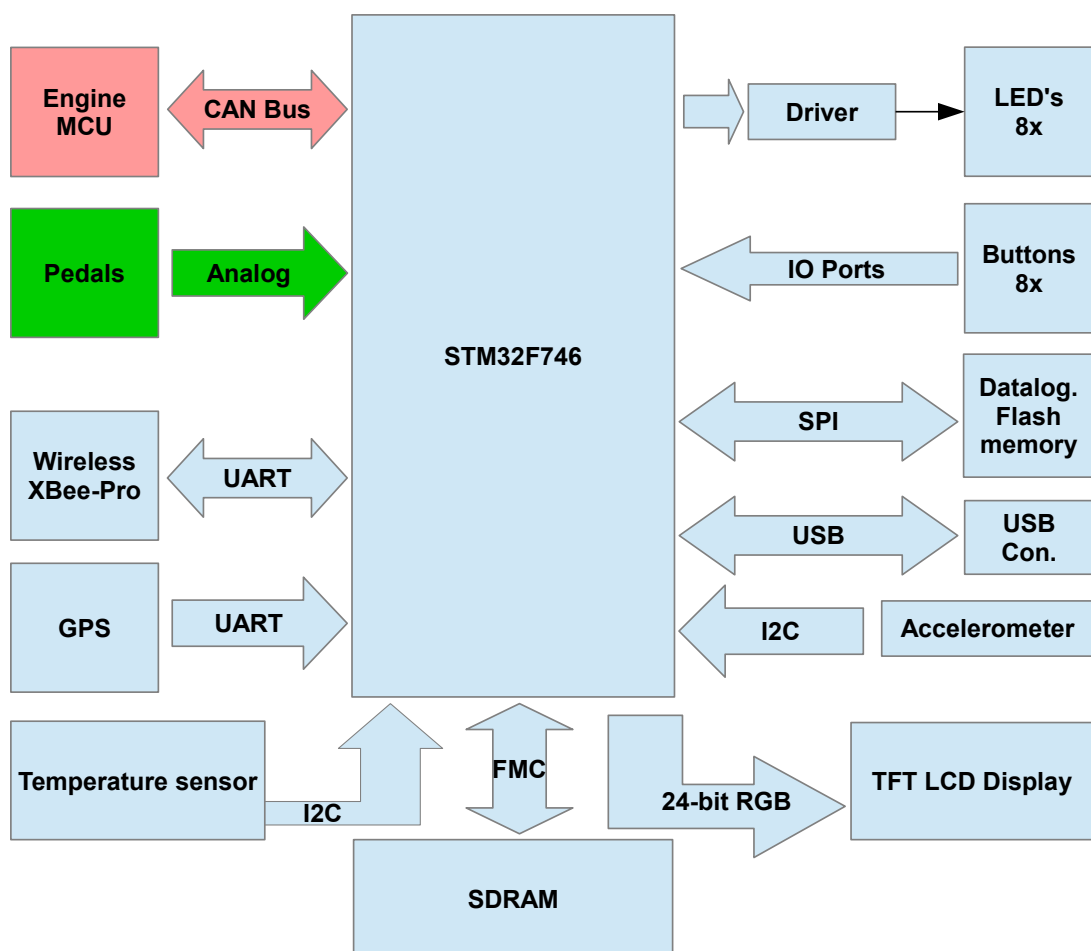 Engine
MCU
CAN Bus
Driver
LED's
8x
Pedals
Analog
IO Ports
Buttons
8x
STM32F746
Datalog.
Flash
memory
SPI
Wireless
XBee-Pro
UART
USB
USB
Con.
GPS
UART
I2C
Accelerometer
Temperature sensor
I2C
FMC
24-bit RGB
TFT LCD Display
SDRAM